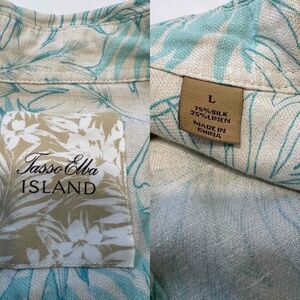 Tasso Elba
ISLAND
L
75% SILK
25% LINEN
MADE IN
CHINA